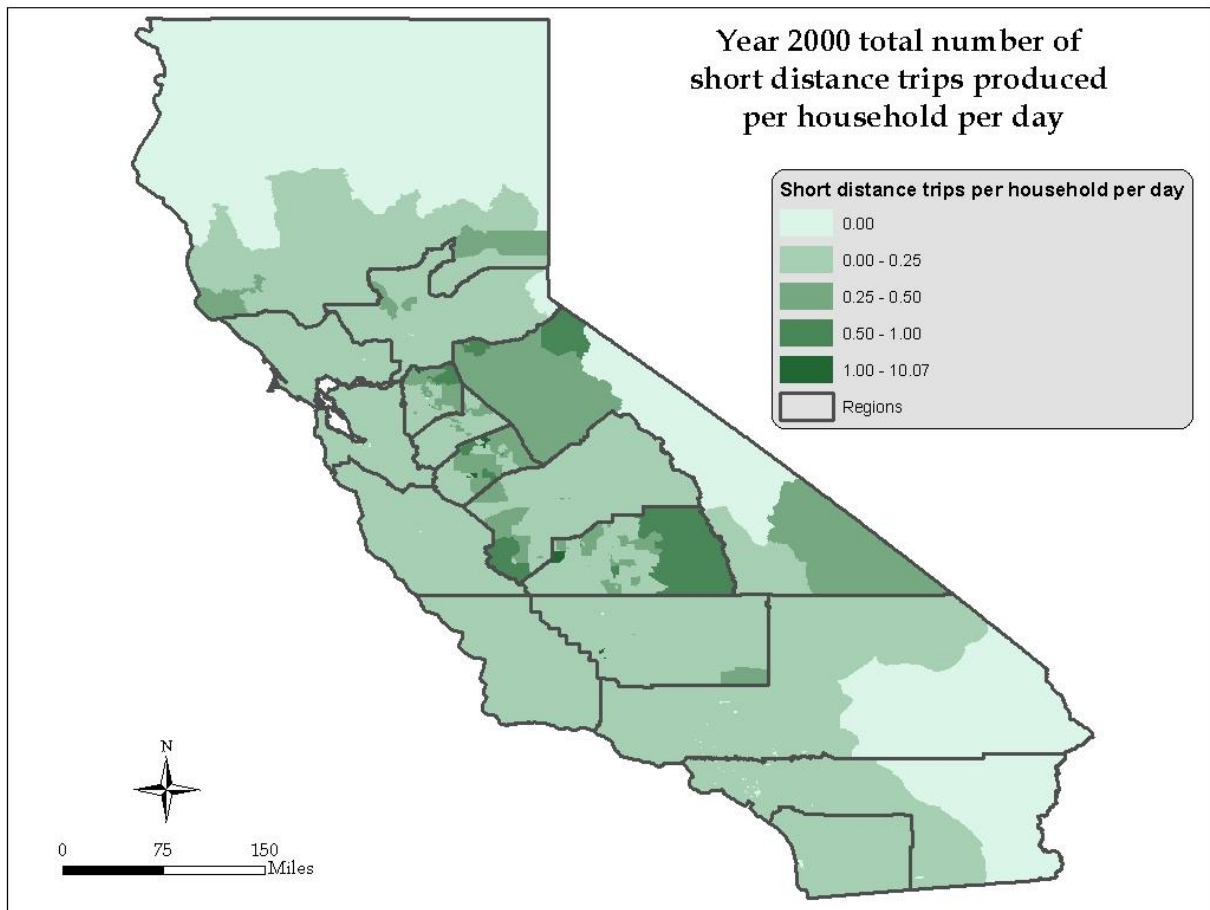 Year 2000 total number of
short distance trips produced
per household per day
Short distance trips per household per day
0.00
0.00 - 0.25
0.25 - 0.50
0.50 - 1.00
1.00 - 10.07
Regions
N
0 75 150
Miles